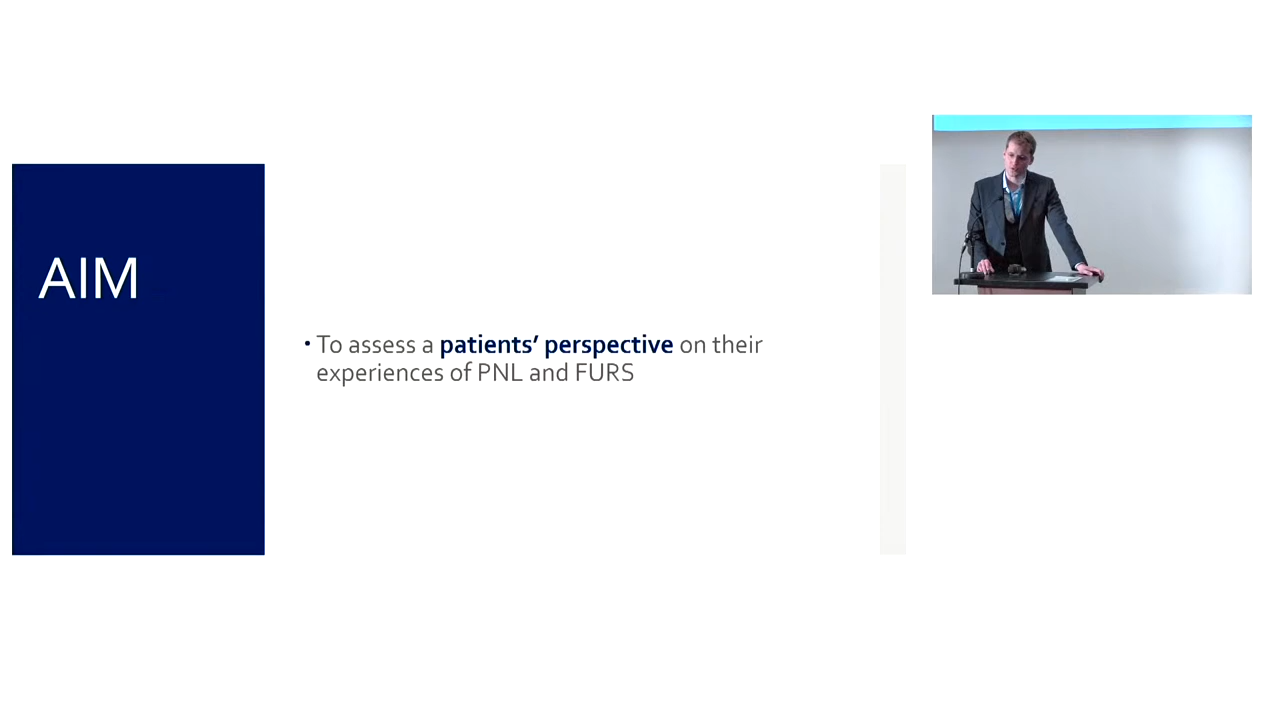 AIM
• To assess a patients’ perspective on their
experiences of PNL and FURS